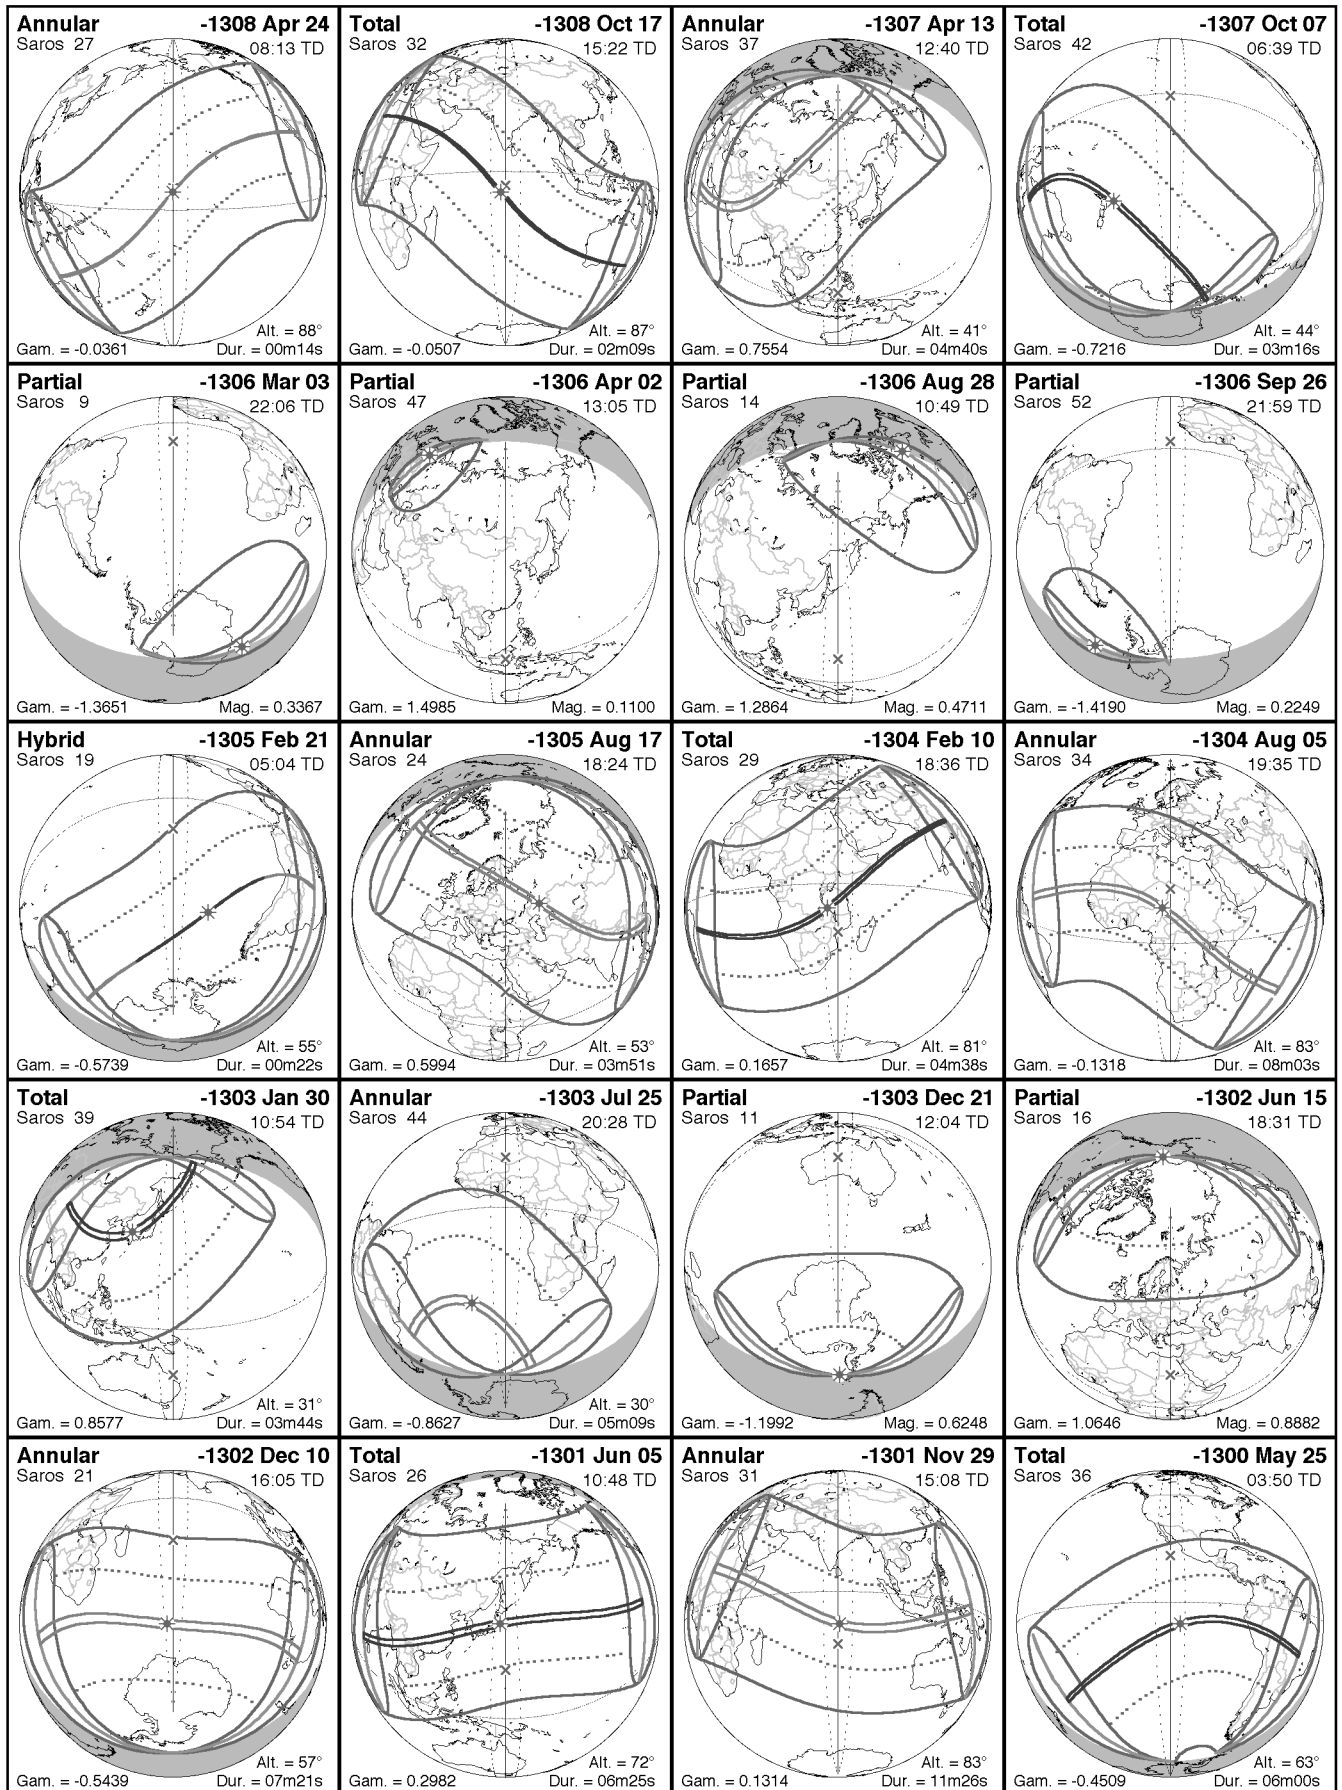 Annular -1308 Apr 24
Saros 27 08:13 TD
Alt. = 88°
Gam. = -0.0361 Dur. = 00m14s
Total -1308 Oct 17
Saros 32 15:22 TD
Alt. = 87°
Gam. = -0.0507 Dur. = 02m09s
Annular -1307 Apr 13
Saros 37 12:40 TD
Alt. = 41°
Gam. = 0.7554 Dur. = 04m40s
Total -1307 Oct 07
Saros 42 06:39 TD
Alt. = 44°
Gam. = -0.7216 Dur. = 03m16s
Partial -1306 Mar 03
Saros 9 22:06 TD
Gam. = -1.3651 Mag. = 0.3367
Partial -1306 Apr 02
Saros 47 13:05 TD
Gam. = 1.4985 Mag. = 0.1100
Partial -1306 Aug 28
Saros 14 10:49 TD
Gam. = 1.2864 Mag. = 0.4711
Partial -1306 Sep 26
Saros 52 21:59 TD
Gam. = -1.4190 Mag. = 0.2249
Hybrid -1305 Feb 21
Saros 19 05:04 TD
Alt. = 55°
Gam. = -0.5739 Dur. = 00m22s
Annular -1305 Aug 17
Saros 24 18:24 TD
Alt. = 53°
Gam. = 0.5994 Dur. = 03m51s
Total -1304 Feb 10
Saros 29 18:36 TD
Alt. = 81°
Gam. = 0.1657 Dur. = 04m38s
Annular -1304 Aug 05
Saros 34 19:35 TD
Alt. = 83°
Gam. = -0.1318 Dur. = 08m03s
Total -1303 Jan 30
Saros 39 10:54 TD
Alt. = 31°
Gam. = 0.8577 Dur. = 03m44s
Annular -1303 Jul 25
Saros 44 20:28 TD
Alt. = 30°
Gam. = -0.8627 Dur. = 05m09s
Partial -1303 Dec 21
Saros 11 12:04 TD
Gam. = -1.1992 Mag. = 0.6248
Partial -1302 Jun 15
Saros 16 18:31 TD
Gam. = 1.0646 Mag. = 0.8882
Annular -1302 Dec 10
Saros 21 16:05 TD
Alt. = 57°
Gam. = -0.5439 Dur. = 07m21s
Total -1301 Jun 05
Saros 26 10:48 TD
Alt. = 72°
Gam. = 0.2982 Dur. = 06m25s
Annular -1301 Nov 29
Saros 31 15:08 TD
Alt. = 83°
Gam. = 0.1314 Dur. = 11m26s
Total -1300 May 25
Saros 36 03:50 TD
Alt. = 63°
Gam. = -0.4509 Dur. = 06m00s